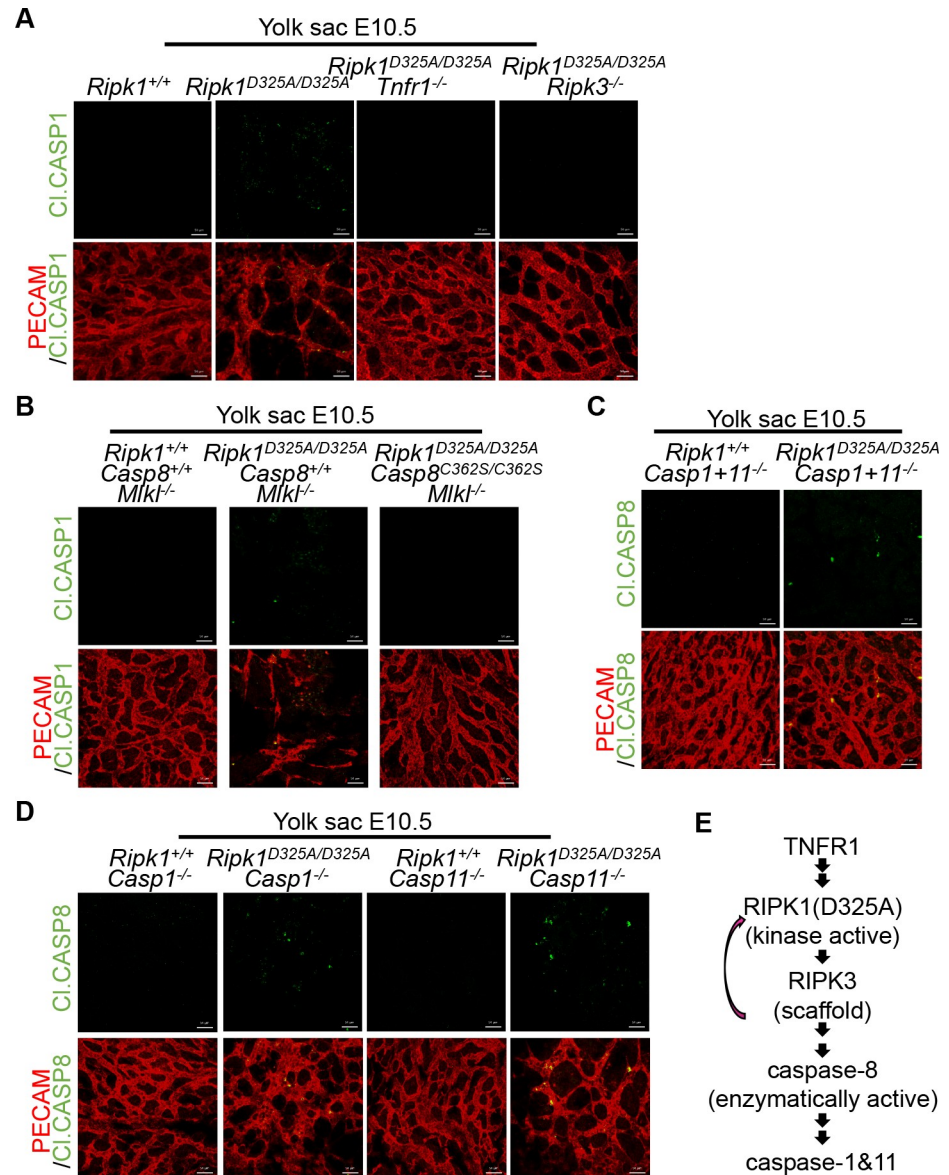 A
Yolk sac E10.5
Ripk1+/+
Ripk1D325A/D325A
Ripk1D325A/D325A
Tnfr1-/-
Ripk1D325A/D325A
Ripk3-/-
Cl.CASP1
PECAM
/Cl.CASP1
B
Yolk sac E10.5
Ripk1+/+
Casp8+/+
Mlkl-/-
Ripk1D325A/D325A
Casp8+/+
Mlkl-/-
Ripk1D325A/D325A
Casp8C362S/C362S
Mlkl-/-
Cl.CASP1
PECAM
/Cl.CASP1
C
Yolk sac E10.5
Ripk1+/+
Casp1+11-/-
Ripk1D325A/D325A
Casp1+11-/-
Cl.CASP8
PECAM
/Cl.CASP8
D
Yolk sac E10.5
Ripk1+/+
Casp1-/-
Ripk1D325A/D325A
Casp1-/-
Ripk1+/+
Casp11-/-
Ripk1D325A/D325A
Casp11-/-
Cl.CASP8
PECAM
/Cl.CASP8
E
TNFR1
RIPK1(D325A)
(kinase active)
RIPK3
(scaffold)
caspase-8
(enzymatically active)
caspase-1&11